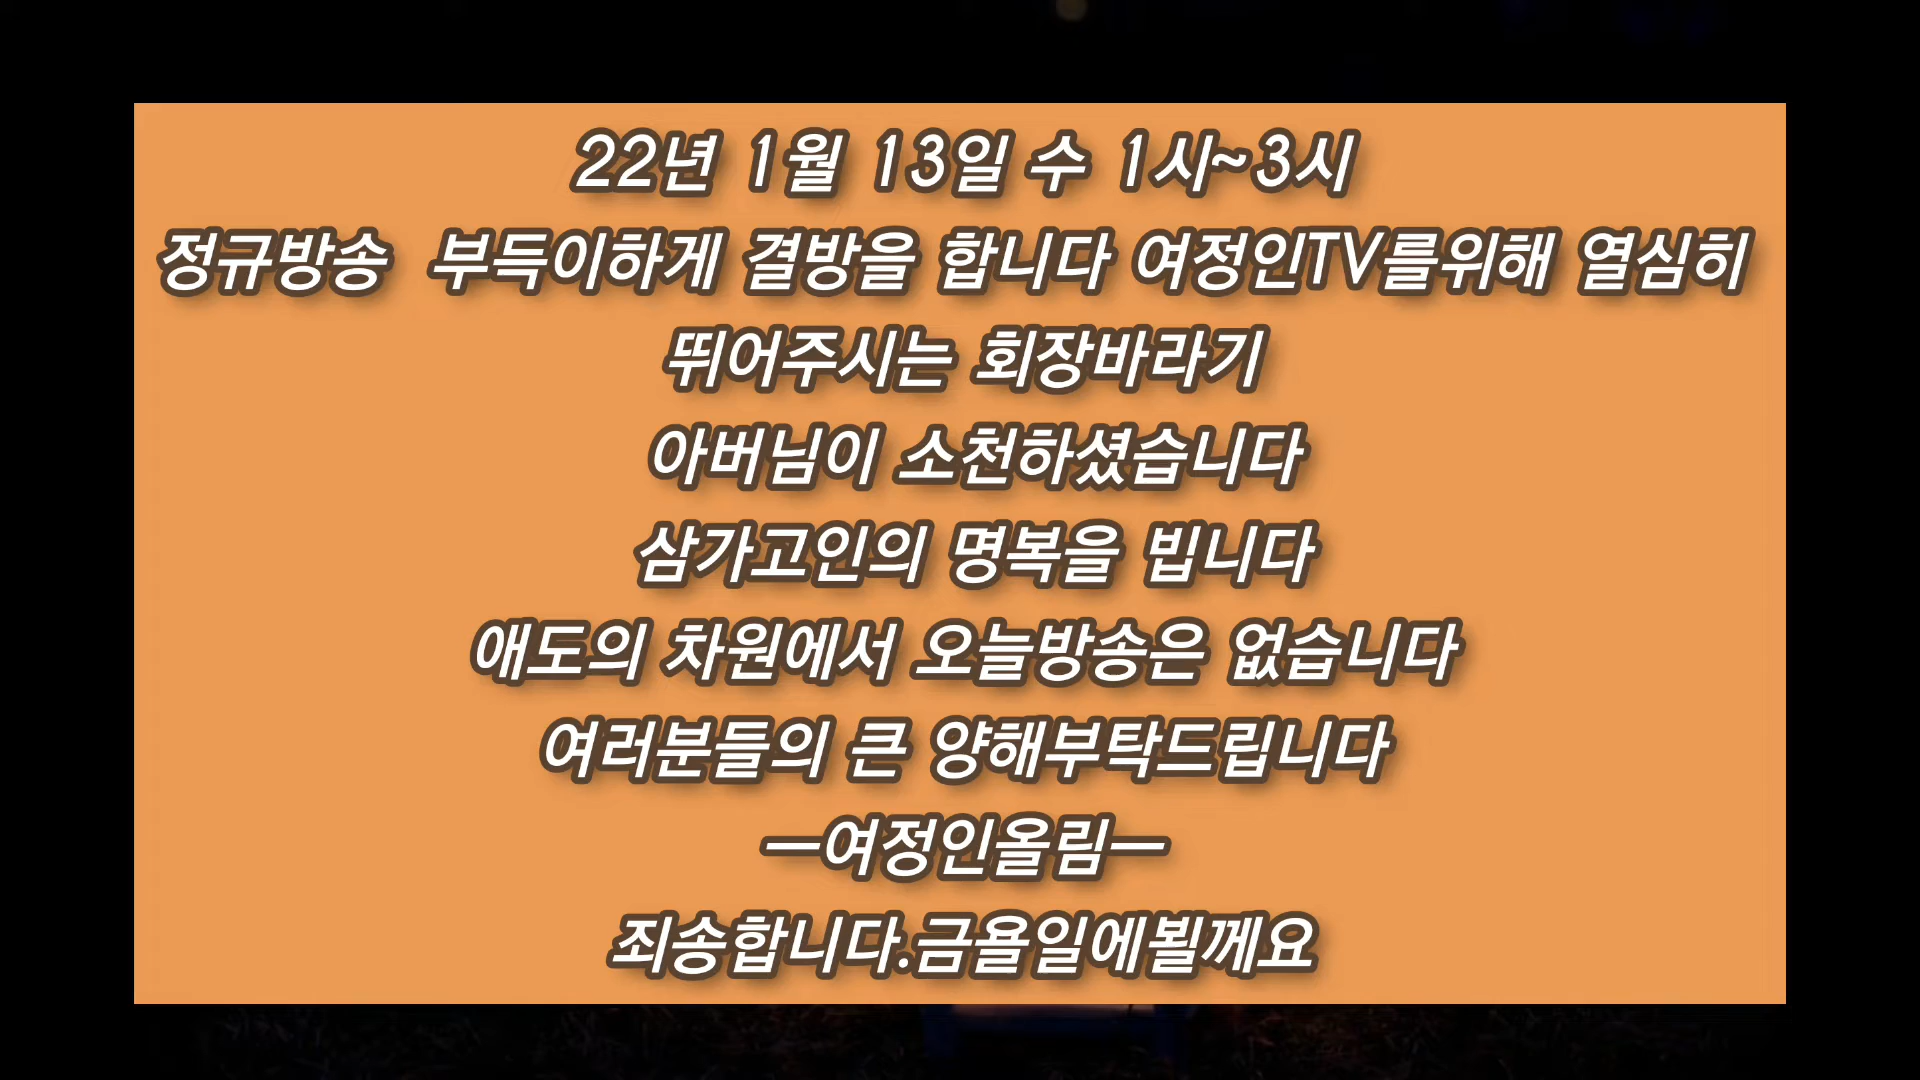 22년 1월 13일 수 1사~3시
정규방송 부득이하게 결방을 합니다 여정인TV를위해 열심히
뛰어주시는 회장바라기
아버님이 소천하셨습니다
삼가고인의 명복을 빕니다
애도의 차원에서 오늘방송은 없습니다
여러분들의 큰 양해부탁드립니다
ㅡ여정인올림ㅡ
죄송합니다.금욜일에뵐께요